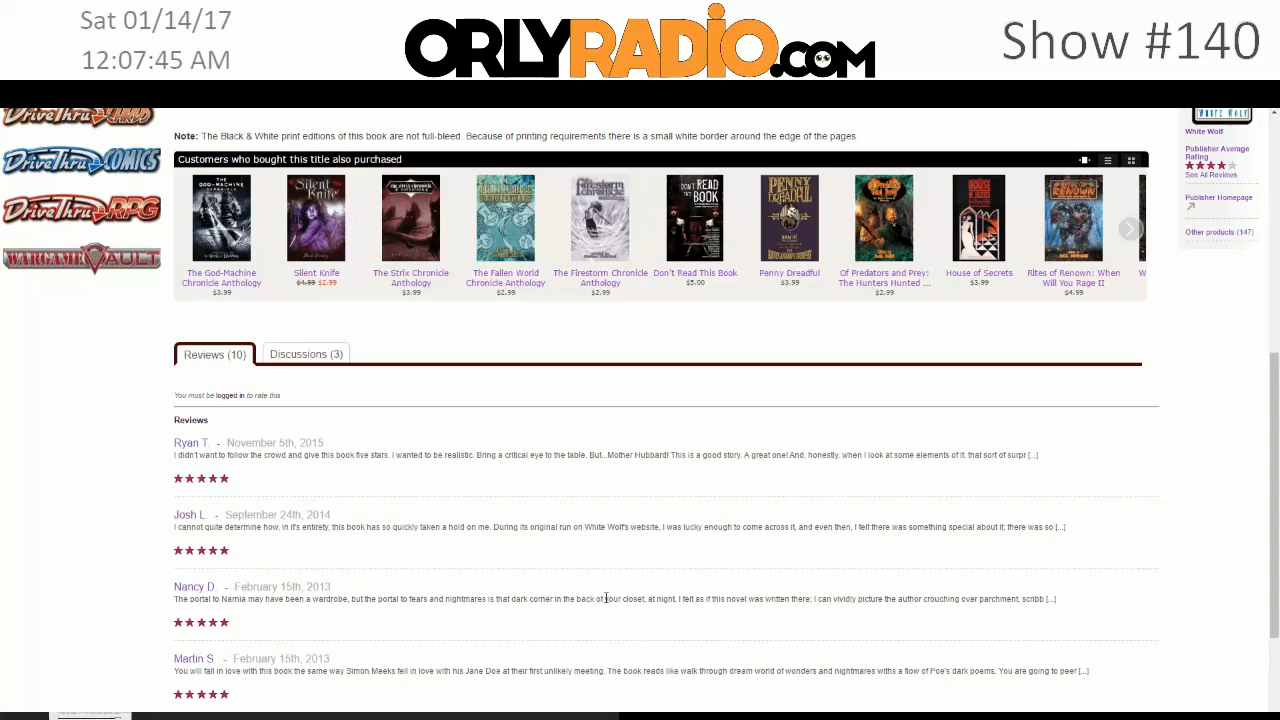 Sat 01/14/17
12:07:45 AM
ORLYRADIO.COM
Show #140
DriveThru COMICS
DriveThru RPG
WARGAME VAULT
WHITE WOLF
White Wolf
Publisher Average
Rating
See All Reviews
Publisher Homepage
Other products (147)
Note: The Black & White print editions of this book are not full-bleed. Because of printing requirements there is a small white border around the edge of the pages.
Customers who bought this title also purchased
The God-Machine
Chronicle Anthology
$3.99
Silent Knife
$4.99 $2.99
The Strix Chronicle
Anthology
$3.99
The Fallen World
Chronicle Anthology
$2.99
The Firestorm Chronicle
Anthology
$2.99
Don't Read This Book
$5.00
Penny Dreadful
$3.99
Of Predators and Prey:
The Hunters Hunted ...
$2.99
House of Secrets
$3.99
Rites of Renown: When
Will You Rage II
$4.99
W
Reviews (10)
Discussions (3)
You must be logged in to rate this
Reviews
Ryan T. - November 5th, 2015
I didn't want to follow the crowd and give this book five stars. I wanted to be realistic. Bring a critical eye to the table. But...Mother Hubbard! This is a good story. A great one! And, honestly, when I look at some elements of it, that sort of surpr [...]
Josh L. - September 24th, 2014
I cannot quite determine how, in it's entirety, this book has so quickly taken a hold on me. During its original run on White Wolf's website, I was lucky enough to come across it, and even then, I felt there was something special about it; there was so [...]
Nancy D. - February 15th, 2013
The portal to Narnia may have been a wardrobe, but the portal to fears and nightmares is that dark corner in the back of your closet, at night. I felt as if this novel was written there; I can vividly picture the author crouching over parchment, scribb [...]
Martin S. - February 15th, 2013
You will fall in love with this book the same way Simon Meeks fell in love with his Jane Doe at their first unlikely meeting. The book reads like walk through dream world of wonders and nightmares withs a flow of Poe's dark poems. You are going to peer [...]